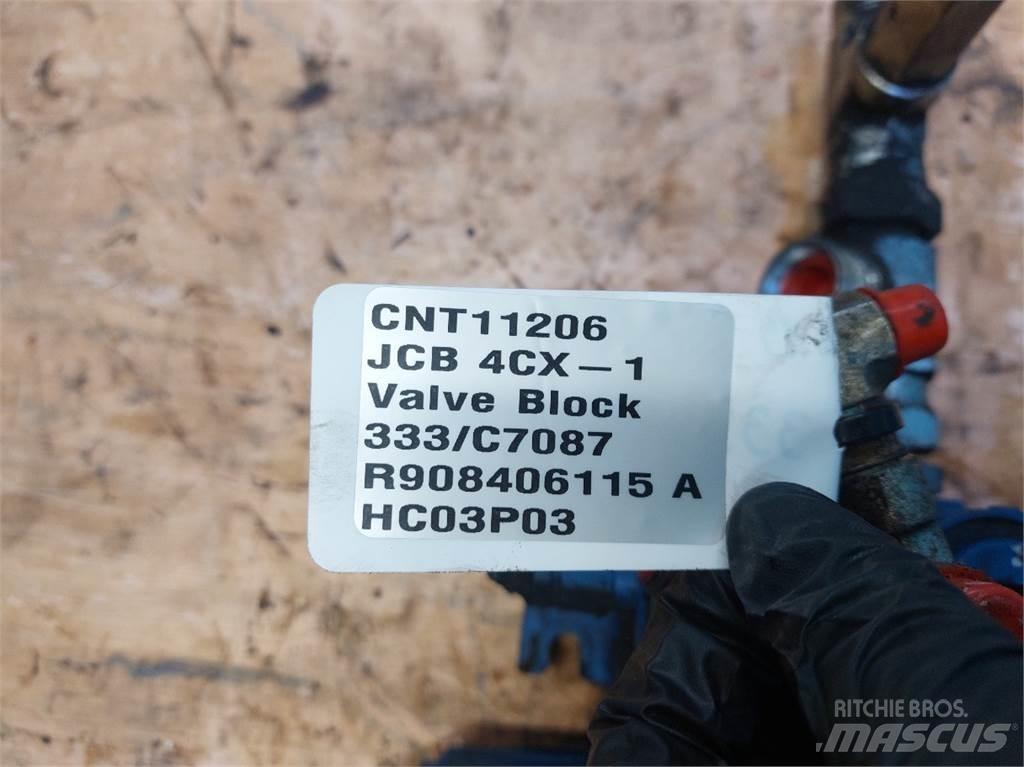 CNT11206
JCB 4CX-1
Valve Block
333/C7087
R908406115 A
HC03P03
RITCHIE BROS.
MASCUS